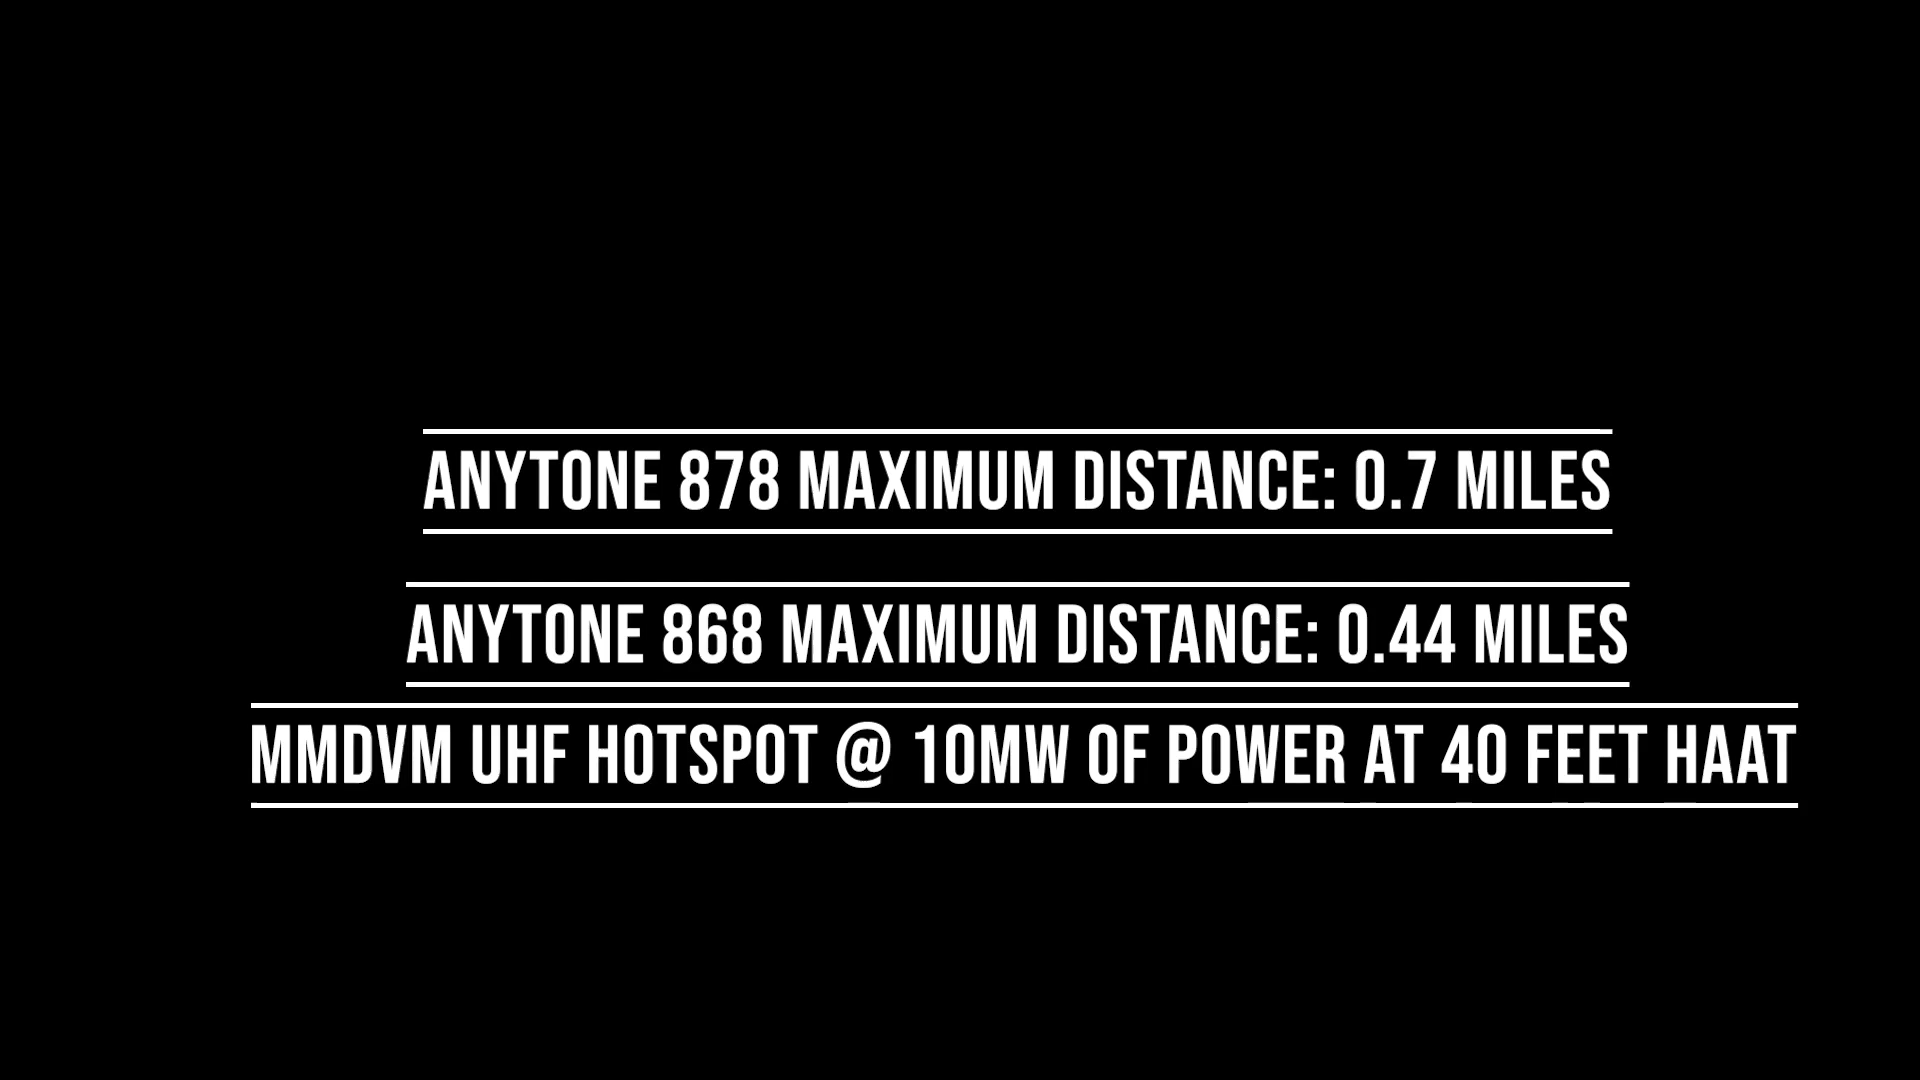 ANYTONE 878 MAXIMUM DISTANCE: 0.7 MILES
ANYTONE 868 MAXIMUM DISTANCE: 0.44 MILES
MMDVM UHF HOTSPOT @ 10MW OF POWER AT 40 FEET HAAT